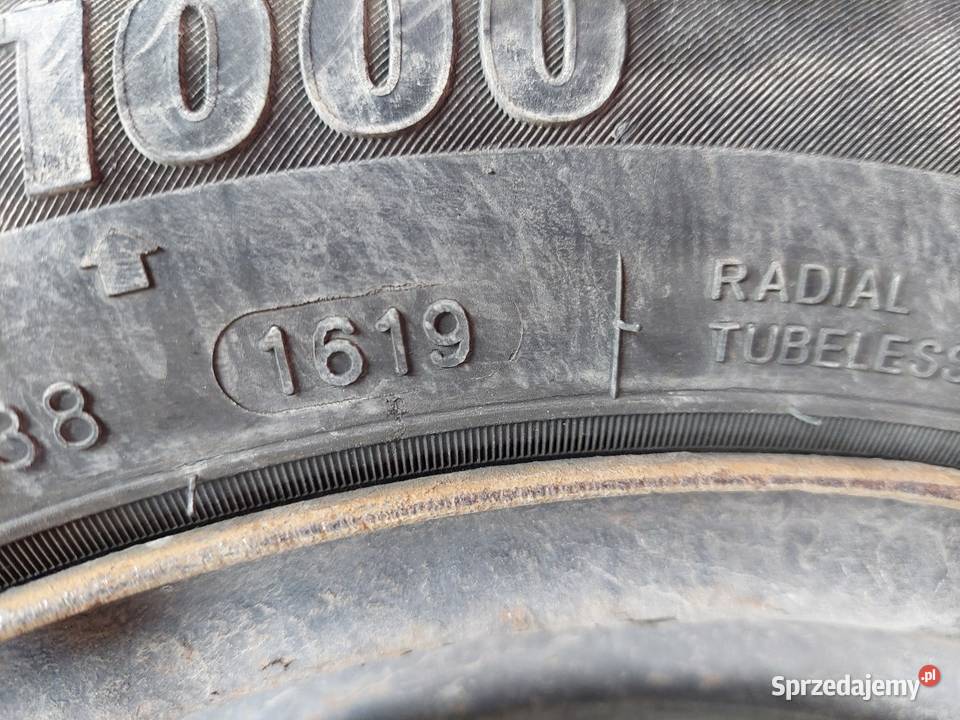 1000
1619
RADIAL
TUBELESS
38
Sprzedajemy.pl